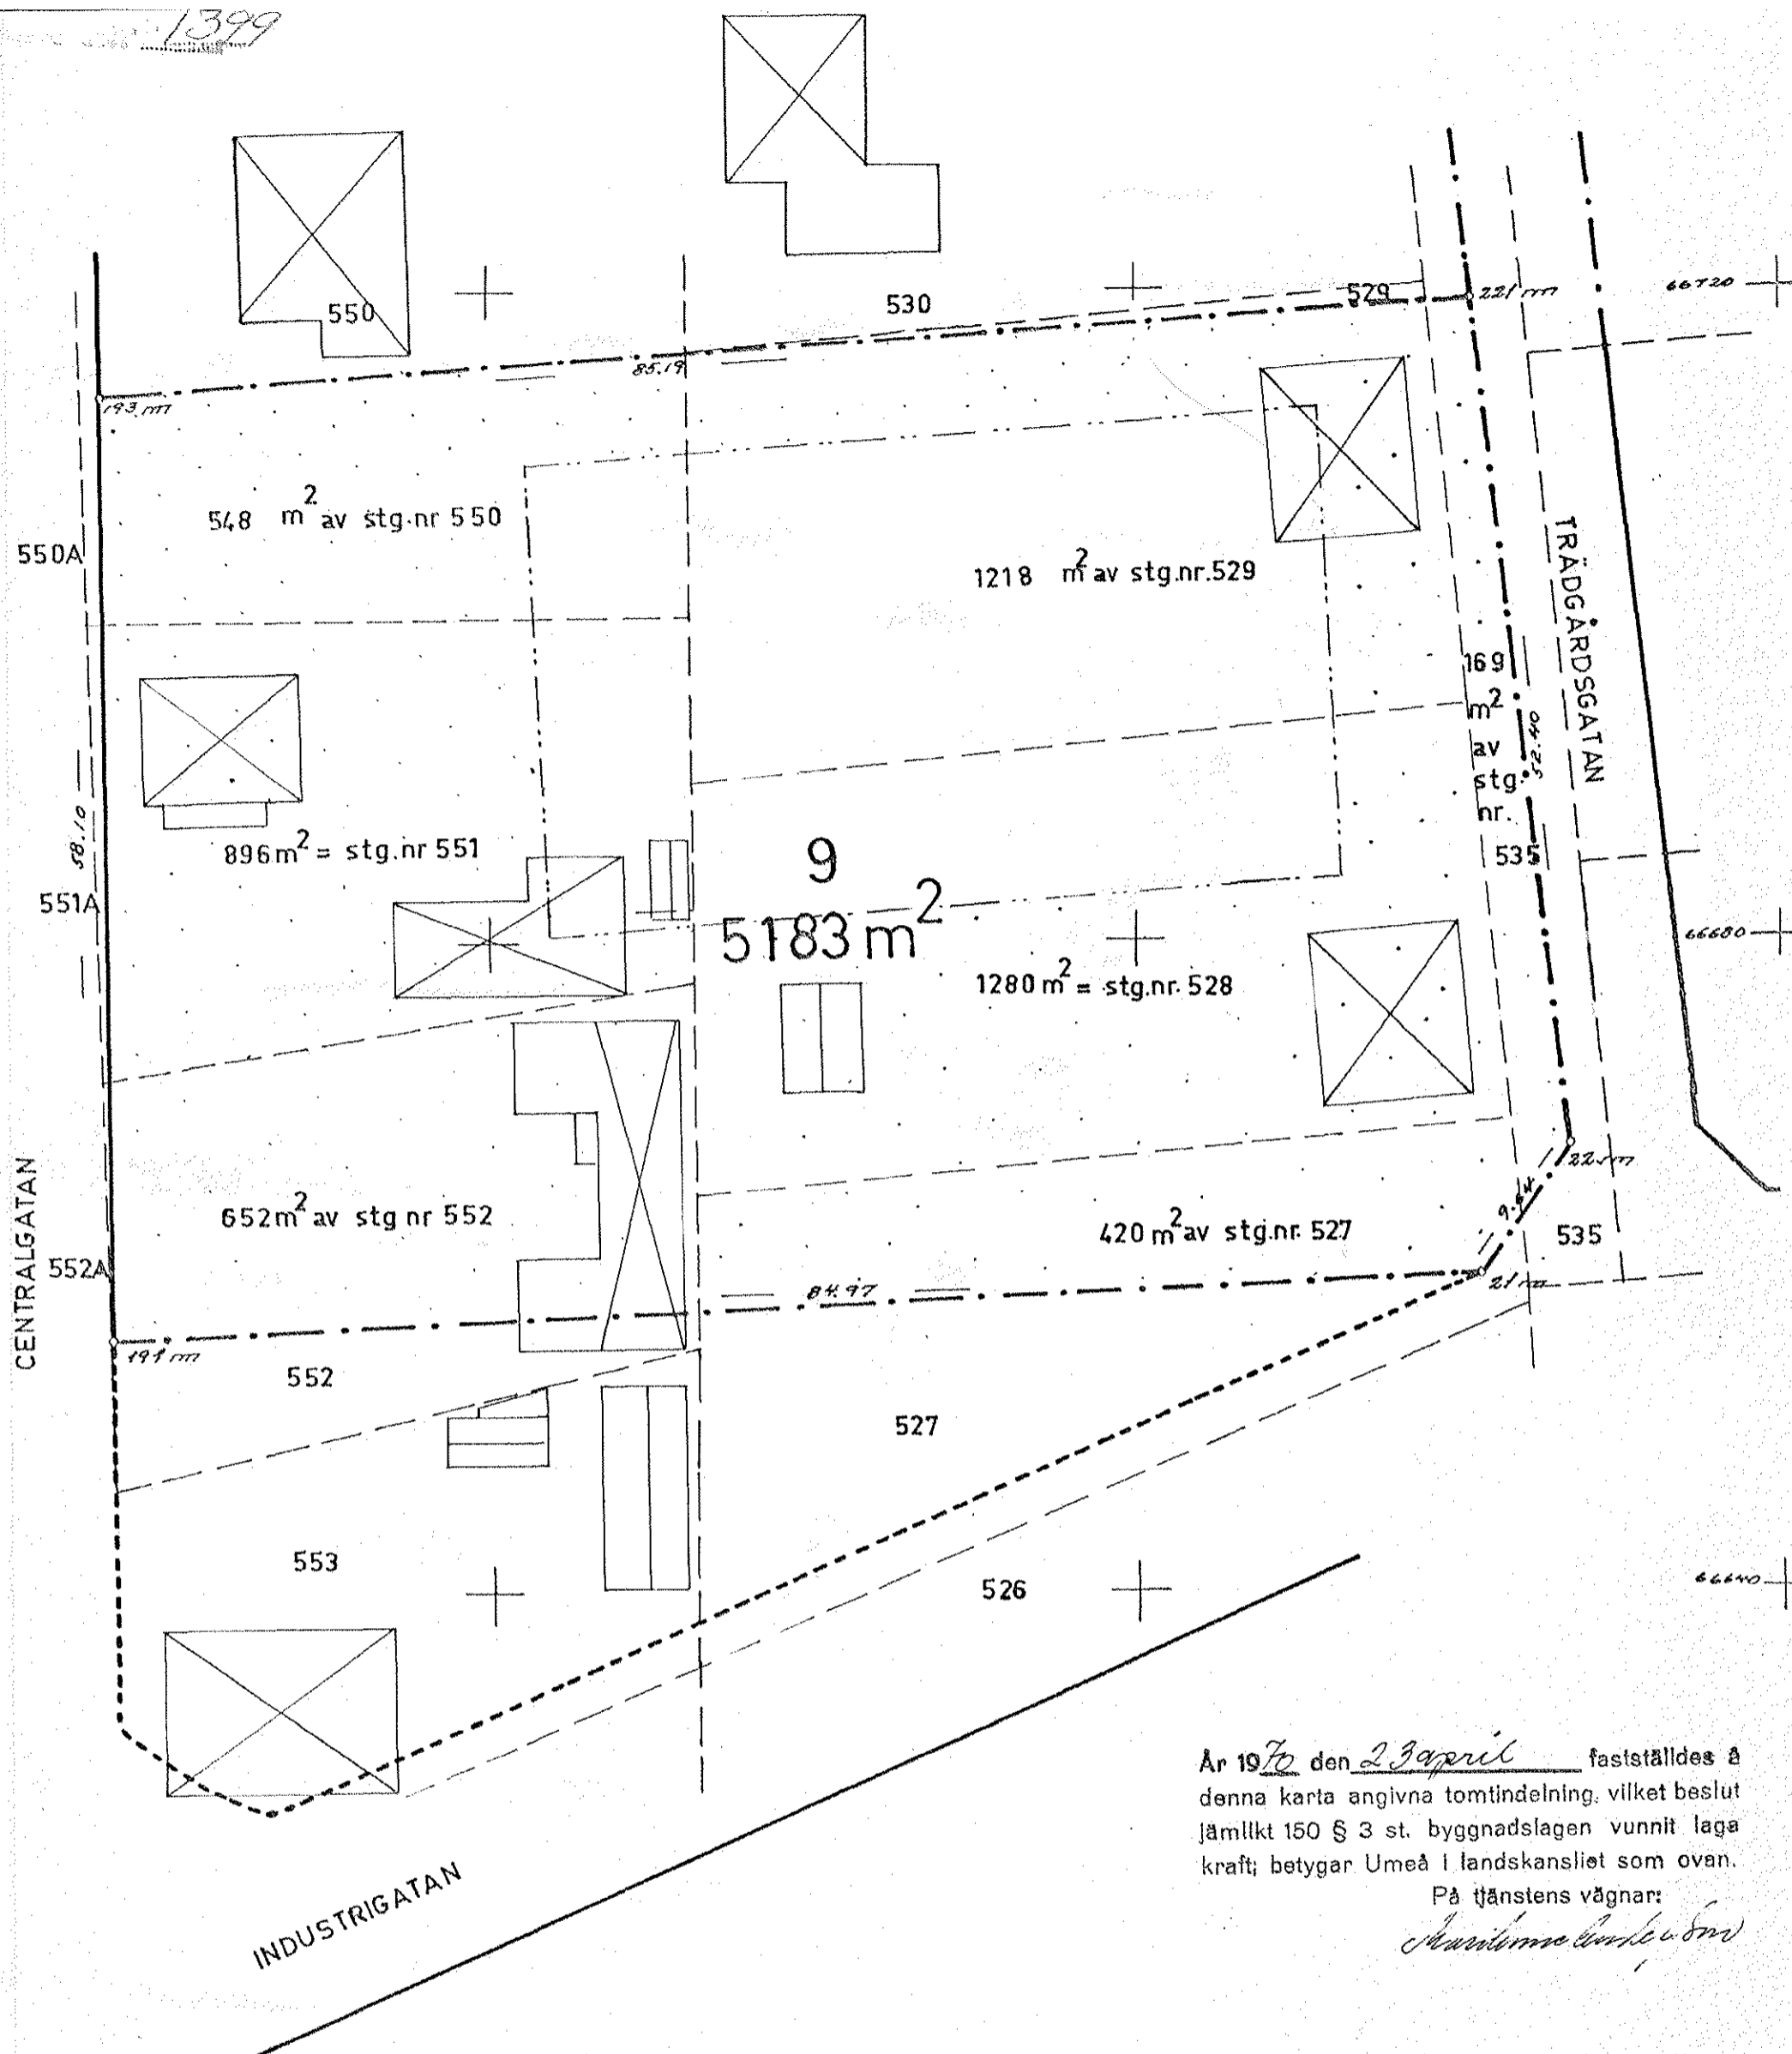 1399
550
530
529
221 m
66720
85.19
193 m
548 m² av stg.nr 550
550A
1218 m² av stg.nr.529
TRÄDGÅRDSGATAN
169
m²
av
stg.
nr.
535
52.40
58.10
896m² = stg.nr 551
551A
9
5183 m²
66680
1280 m² = stg.nr. 528
CENTRALGATAN
652m² av stg nr 552
552A
420 m² av stg.nr. 527
22 m
9.64
535
21 m
84.97
191 m
552
527
553
526
66640
INDUSTRIGATAN
År 1970 den 23 april fastställdes å
denna karta angivna tomtindelning, vilket beslut
jämlikt 150 § 3 st. byggnadslagen vunnit laga
kraft; betygar Umeå i landskansliet som ovan.
På tjänstens vägnar: